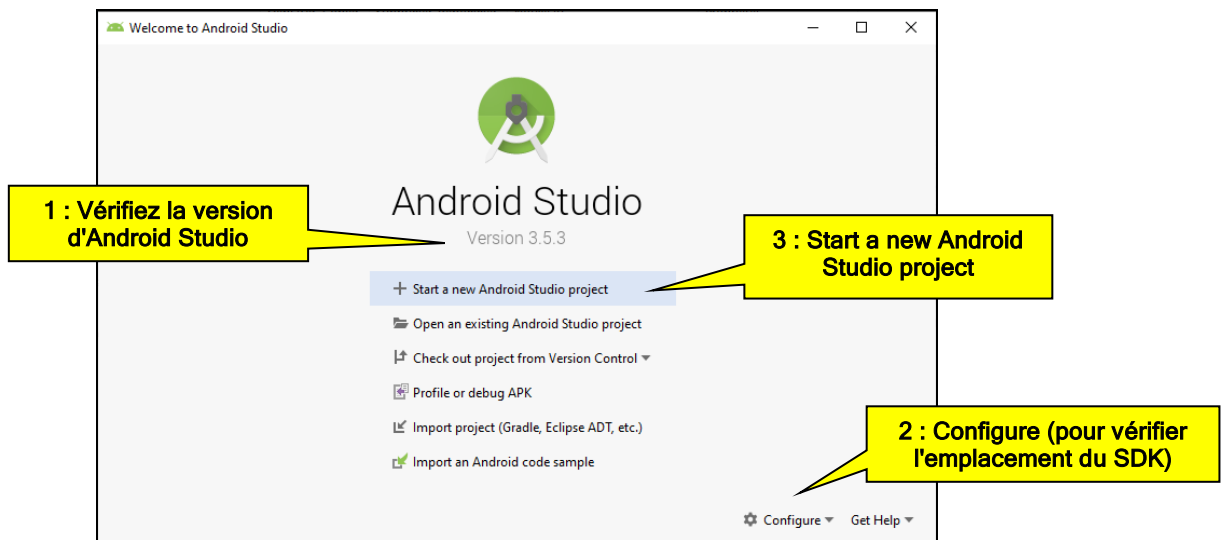 Welcome to Android Studio
Android Studio
Version 3.5.3
1 : Vérifiez la version
d'Android Studio
3 : Start a new Android
Studio project
Start a new Android Studio project
Open an existing Android Studio project
Check out project from Version Control
Profile or debug APK
Import project (Gradle, Eclipse ADT, etc.)
Import an Android code sample
2 : Configure (pour vérifier
l'emplacement du SDK)
Configure Get Help